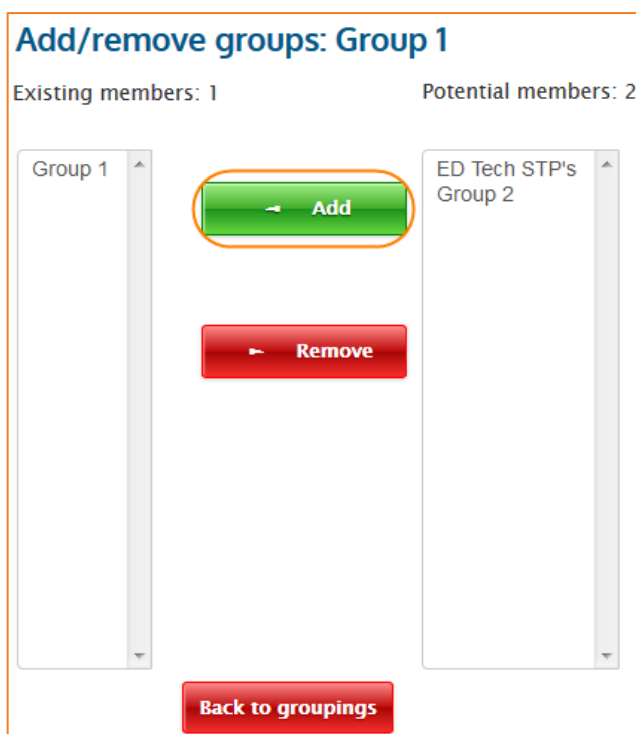 Add/remove groups: Group 1
Existing members: 1
Potential members: 2
Group 1
Add
Remove
ED Tech STP's
Group 2
Back to groupings